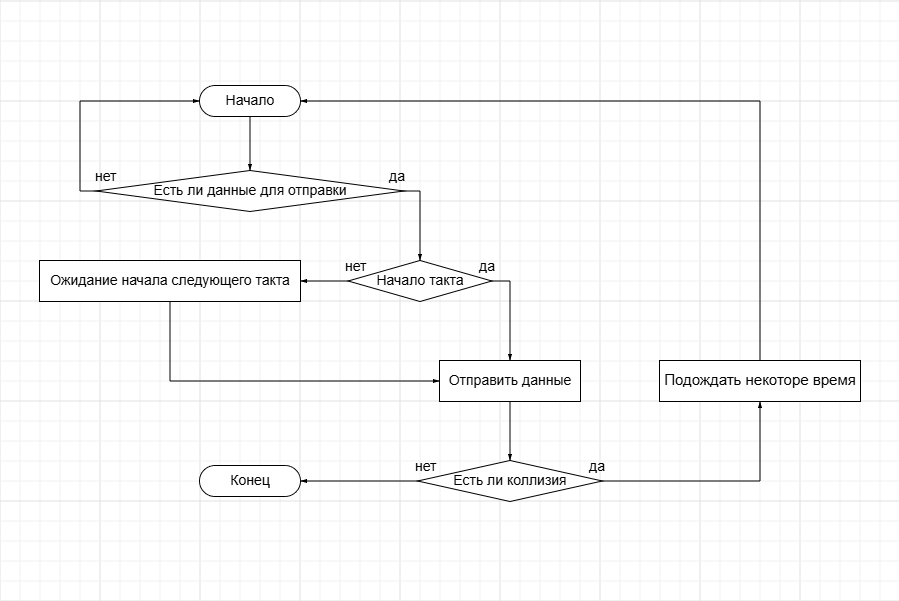 Начало
нет
да
Есть ли данные для отправки
нет
да
Ожидание начала следующего такта
Начало такта
Отправить данные
Подождать некоторе время
нет
да
Конец
Есть ли коллизия